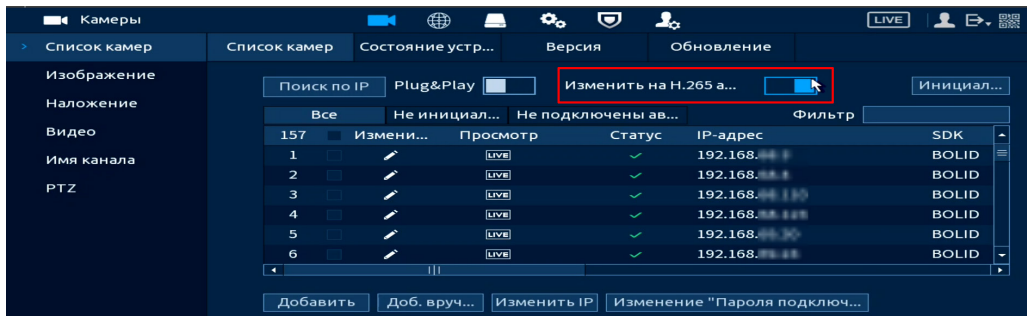 Камеры LIVE
Список камер
Изображение
Наложение
Видео
Имя канала
PTZ
Список камер Состояние устр... Версия Обновление
Поиск по IP Plug&Play Изменить на H.265 а... Инициал...
Все Не инициал... Не подключены ав... Фильтр
157 Измени... Просмотр Статус IP-адрес SDK
1 LIVE 192.168. BOLID
2 LIVE 192.168. BOLID
3 LIVE 192.168. BOLID
4 LIVE 192.168. BOLID
5 LIVE 192.168. BOLID
6 LIVE 192.168. BOLID
Добавить Доб. вруч... Изменить IP Изменение "Пароля подключ...